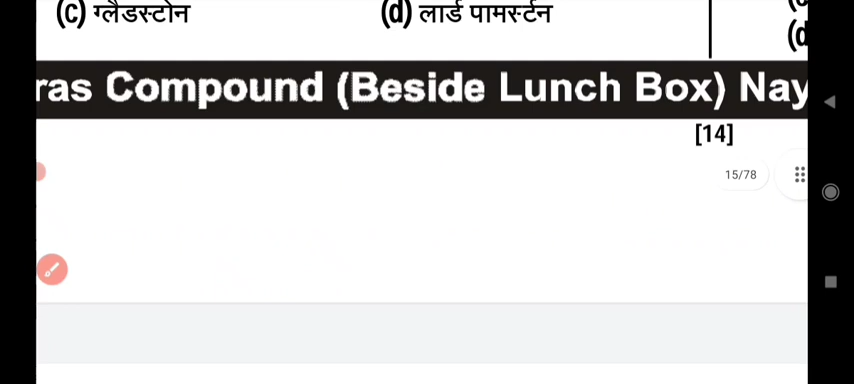 (c) ग्लैडस्टोन (d) लार्ड पामर्स्टन
ras Compound (Beside Lunch Box) Nay
[14]
15/78